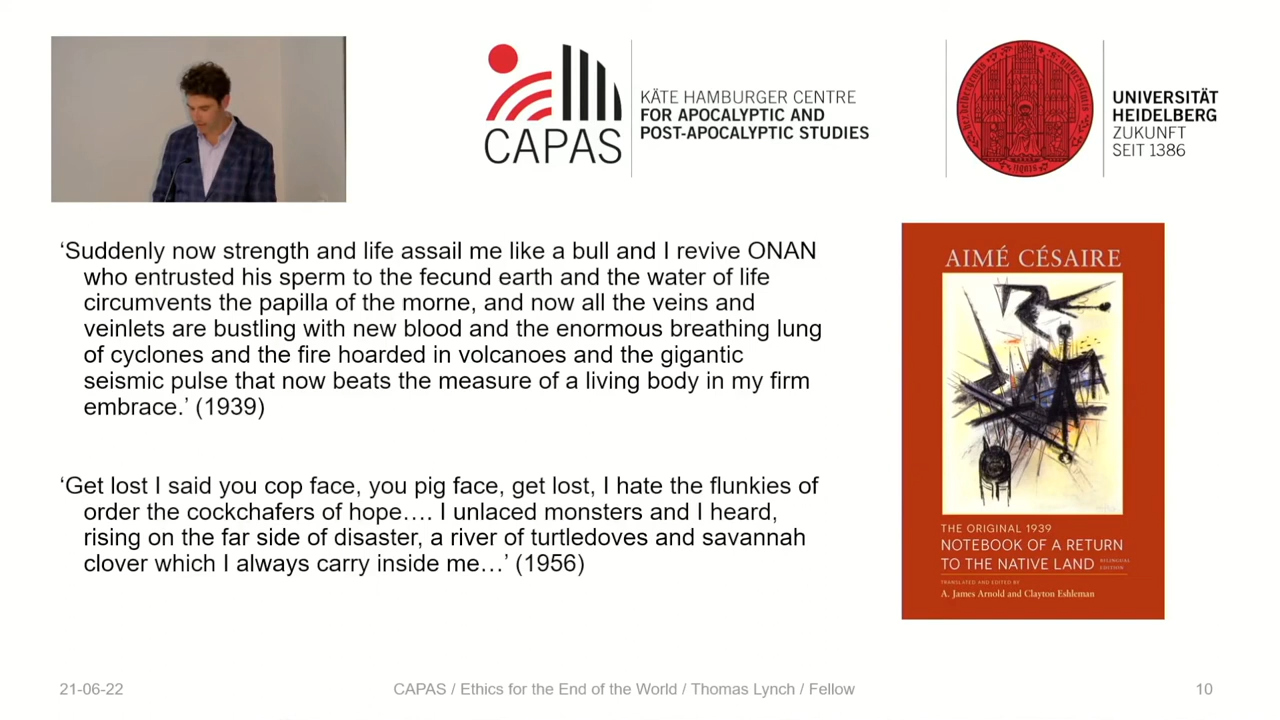 CAPAS
KÄTE HAMBURGER CENTRE
FOR APOCALYPTIC AND
POST-APOCALYPTIC STUDIES
UNIVERSITÄT
HEIDELBERG
ZUKUNFT
SEIT 1386
‘Suddenly now strength and life assail me like a bull and I revive ONAN
who entrusted his sperm to the fecund earth and the water of life
circumvents the papilla of the morne, and now all the veins and
veinlets are bustling with new blood and the enormous breathing lung
of cyclones and the fire hoarded in volcanoes and the gigantic
seismic pulse that now beats the measure of a living body in my firm
embrace.’ (1939)
‘Get lost I said you cop face, you pig face, get lost, I hate the flunkies of
order the cockchafers of hope…. I unlaced monsters and I heard,
rising on the far side of disaster, a river of turtledoves and savannah
clover which I always carry inside me…’ (1956)
AIMÉ CÉSAIRE
THE ORIGINAL 1939
NOTEBOOK OF A RETURN
TO THE NATIVE LAND
BILINGUAL
EDITION
TRANSLATED AND EDITED BY
A. James Arnold and Clayton Eshleman
21-06-22
CAPAS / Ethics for the End of the World / Thomas Lynch / Fellow
10